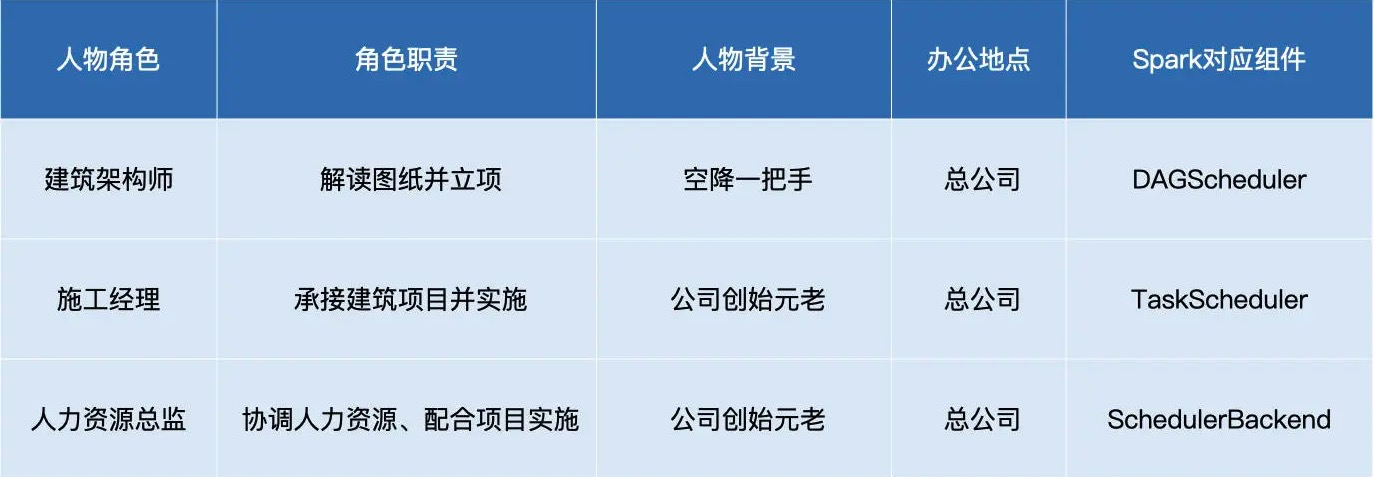 人物角色 角色职责 人物背景 办公地点 Spark对应组件
建筑架构师 解读图纸并立项 空降一把手 总公司 DAGScheduler
施工经理 承接建筑项目并实施 公司创始元老 总公司 TaskScheduler
人力资源总监 协调人力资源、配合项目实施 公司创始元老 总公司 SchedulerBackend